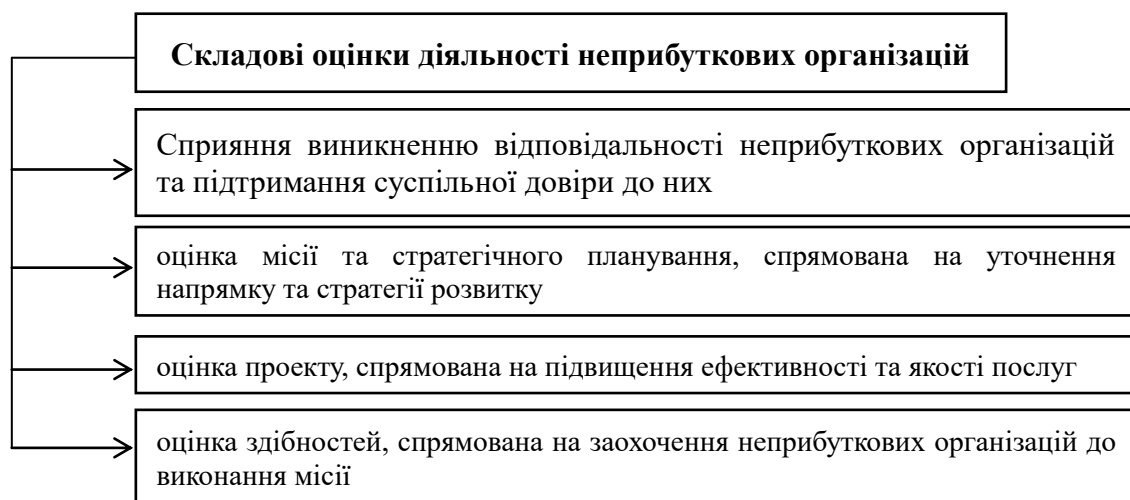 Складові оцінки діяльності неприбуткових організацій
Сприяння виникненню відповідальності неприбуткових організацій
та підтримання суспільної довіри до них
оцінка місії та стратегічного планування, спрямована на уточнення
напрямку та стратегії розвитку
оцінка проекту, спрямована на підвищення ефективності та якості послуг
оцінка здібностей, спрямована на заохочення неприбуткових організацій до
виконання місії